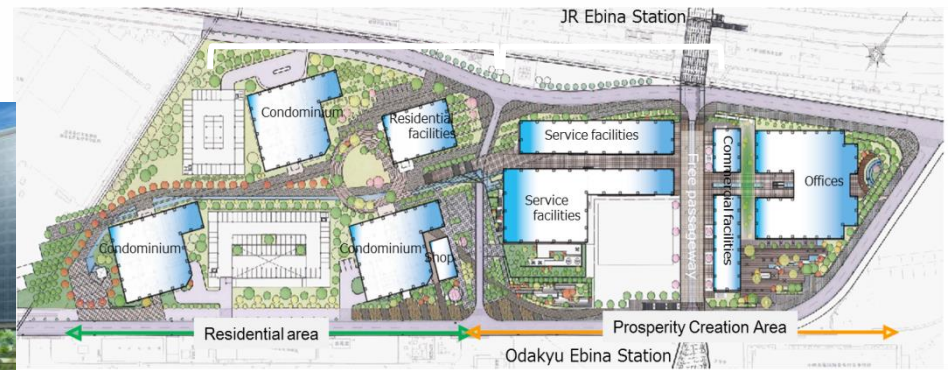 JR Ebina Station
Condominium
Residential
facilities
Service facilities
Service
facilities
Free passageway
Commercial facilities
Offices
Condominium
Condominium
Shop
Residential area
Prosperity Creation Area
Odakyu Ebina Station